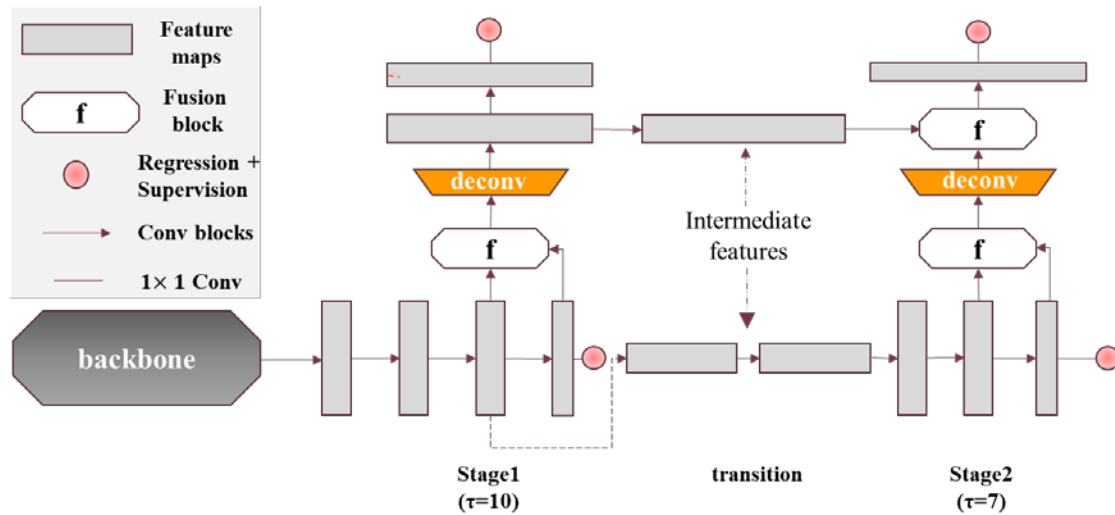 Feature
maps
f
Fusion
block
Regression +
Supervision
Conv blocks
1× 1 Conv
backbone
deconv
f
Intermediate
features
f
deconv
f
Stage1
(τ=10)
transition
Stage2
(τ=7)